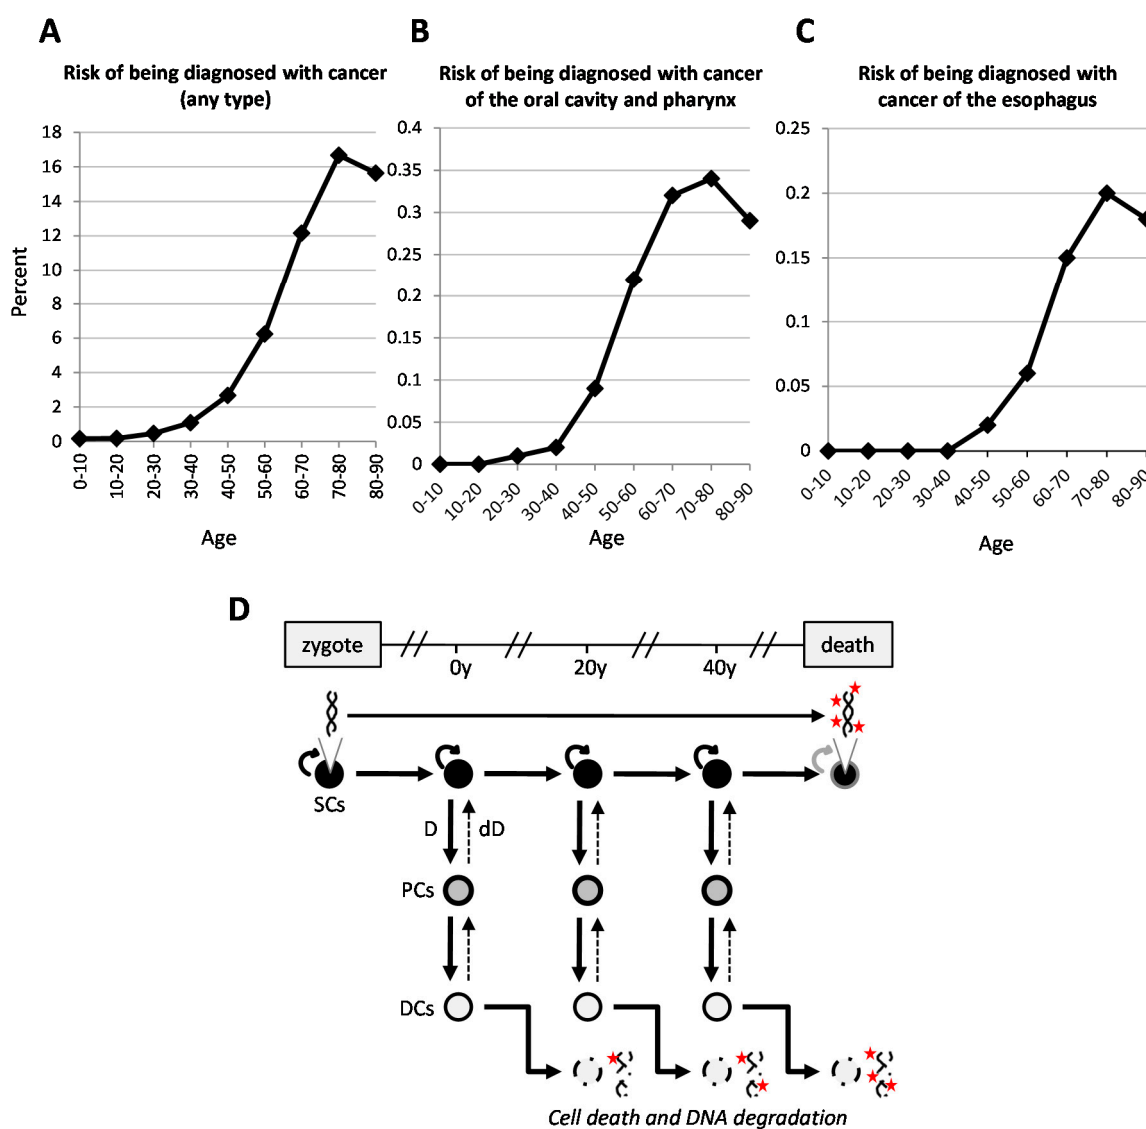 A
Risk of being diagnosed with cancer
(any type)
18
16
14
12
10
8
6
4
2
0
Percent
0-10
10-20
20-30
30-40
40-50
50-60
60-70
70-80
80-90
Age
B
Risk of being diagnosed with cancer
of the oral cavity and pharynx
0.4
0.35
0.3
0.25
0.2
0.15
0.1
0.05
0
0-10
10-20
20-30
30-40
40-50
50-60
60-70
70-80
80-90
Age
C
Risk of being diagnosed with
cancer of the esophagus
0.25
0.2
0.15
0.1
0.05
0
0-10
10-20
20-30
30-40
40-50
50-60
60-70
70-80
80-90
Age
D
zygote
0y
20y
40y
death
SCs
D
dD
PCs
DCs
Cell death and DNA degradation